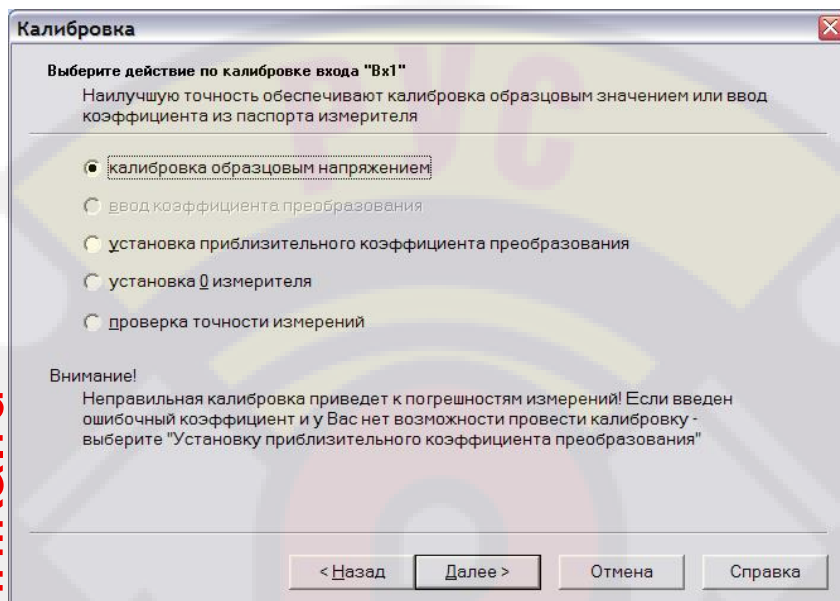 Калибровка
Выберите действие по калибровке входа "Вх1"
Наилучшую точность обеспечивают калибровка образцовым значением или ввод
коэффициента из паспорта измерителя
калибровка образцовым напряжением
ввод коэффициента преобразования
установка приблизительного коэффициента преобразования
установка 0 измерителя
проверка точности измерений
Внимание!
Неправильная калибровка приведет к погрешностям измерений! Если введен
ошибочный коэффициент и у Вас нет возможности провести калибровку -
выберите "Установку приблизительного коэффициента преобразования"
< Назад
Далее >
Отмена
Справка
РУС